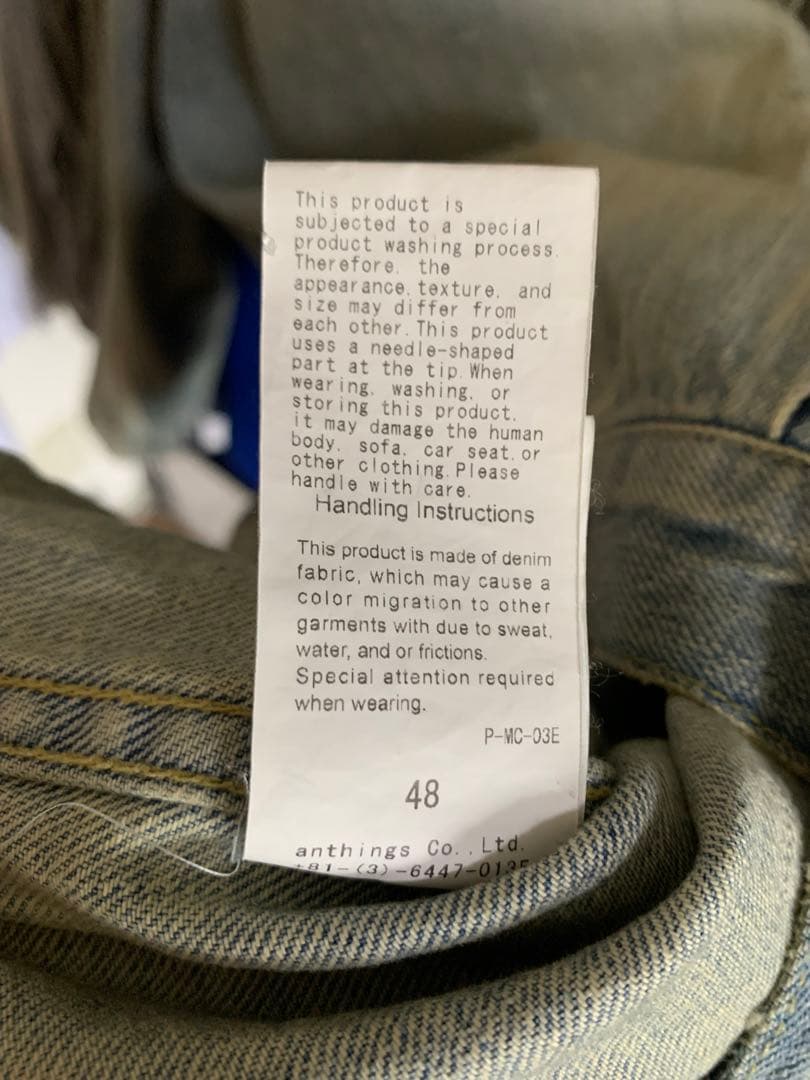 This product is
subjected to a special
product washing process.
Therefore, the
appearance, texture, and
size may differ from
each other. This product
uses a needle-shaped
part at the tip. When
wearing, washing, or
storing this product,
it may damage the human
body, sofa, car seat, or
other clothing. Please
handle with care.
Handling Instructions
This product is made of denim
fabric, which may cause a
color migration to other
garments with due to sweat,
water, and or frictions.
Special attention required
when wearing.
P-MC-03E
48
anthings Co., Ltd.
+81-(3)-6447-0135